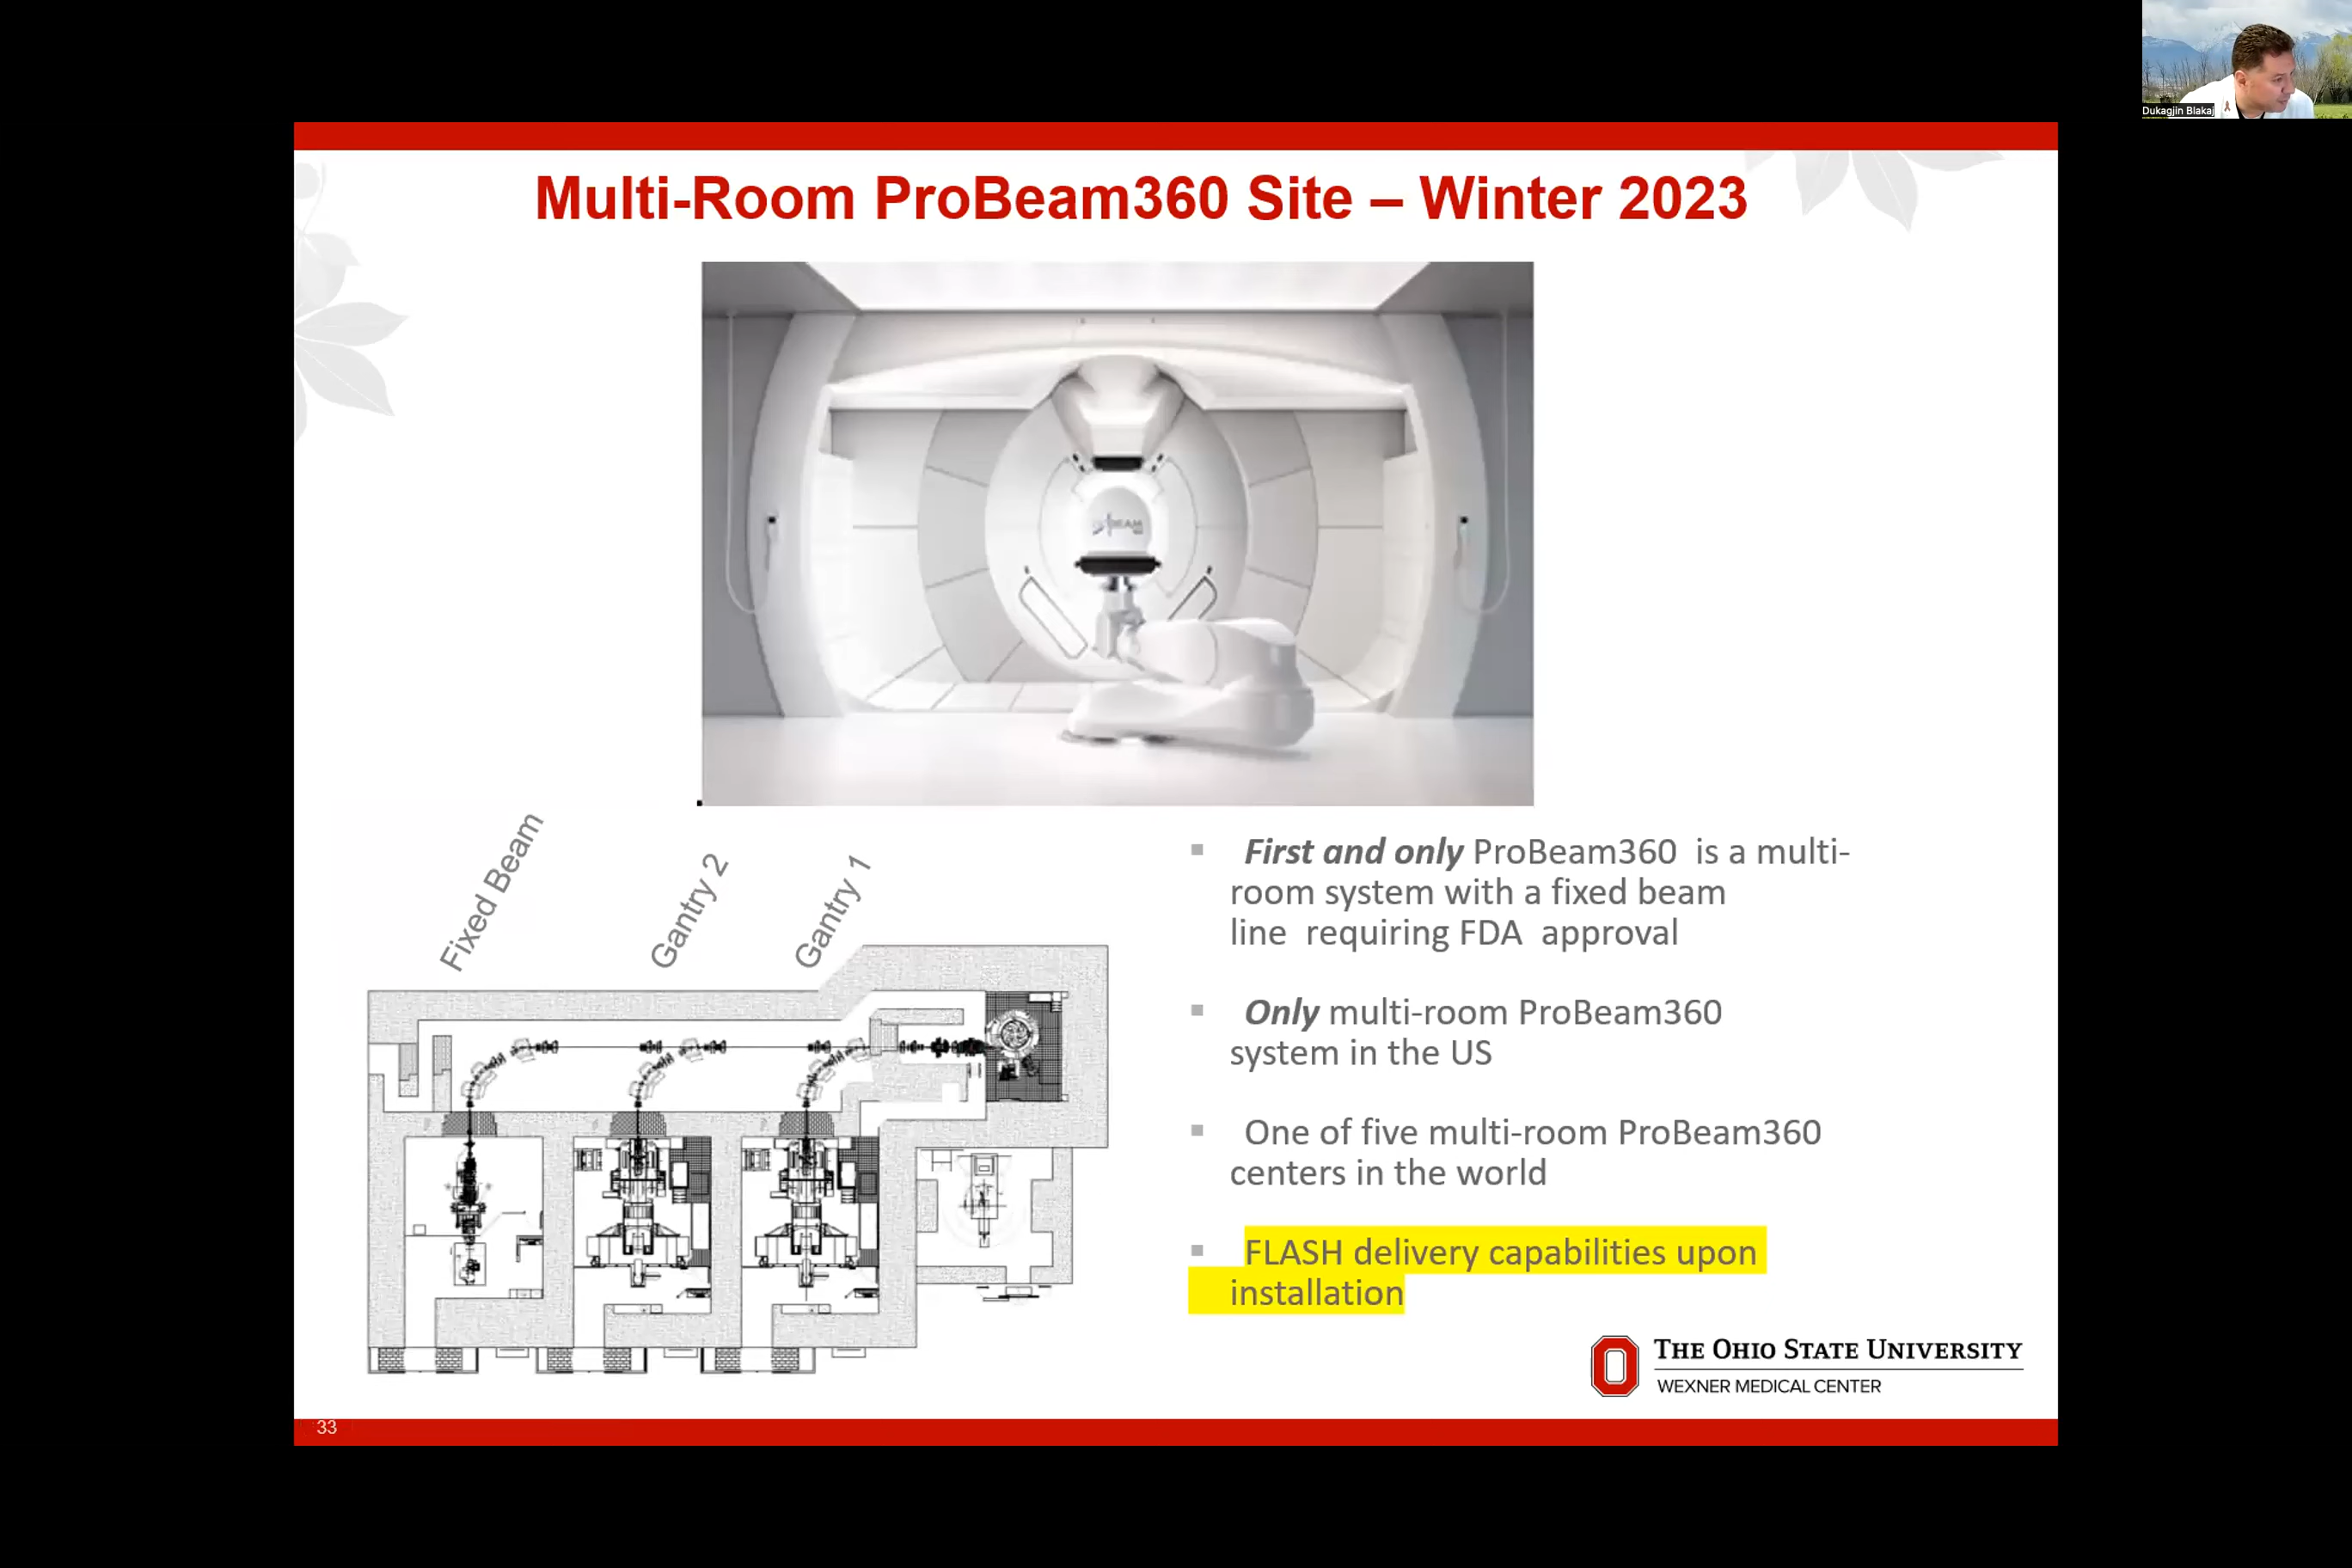 Dukagjin Blakaj
Multi-Room ProBeam360 Site – Winter 2023
BEAM
Fixed Beam
Gantry 2
Gantry 1
First and only ProBeam360 is a multi-
room system with a fixed beam
line requiring FDA approval
Only multi-room ProBeam360
system in the US
One of five multi-room ProBeam360
centers in the world
FLASH delivery capabilities upon
installation
THE OHIO STATE UNIVERSITY
WEXNER MEDICAL CENTER
33